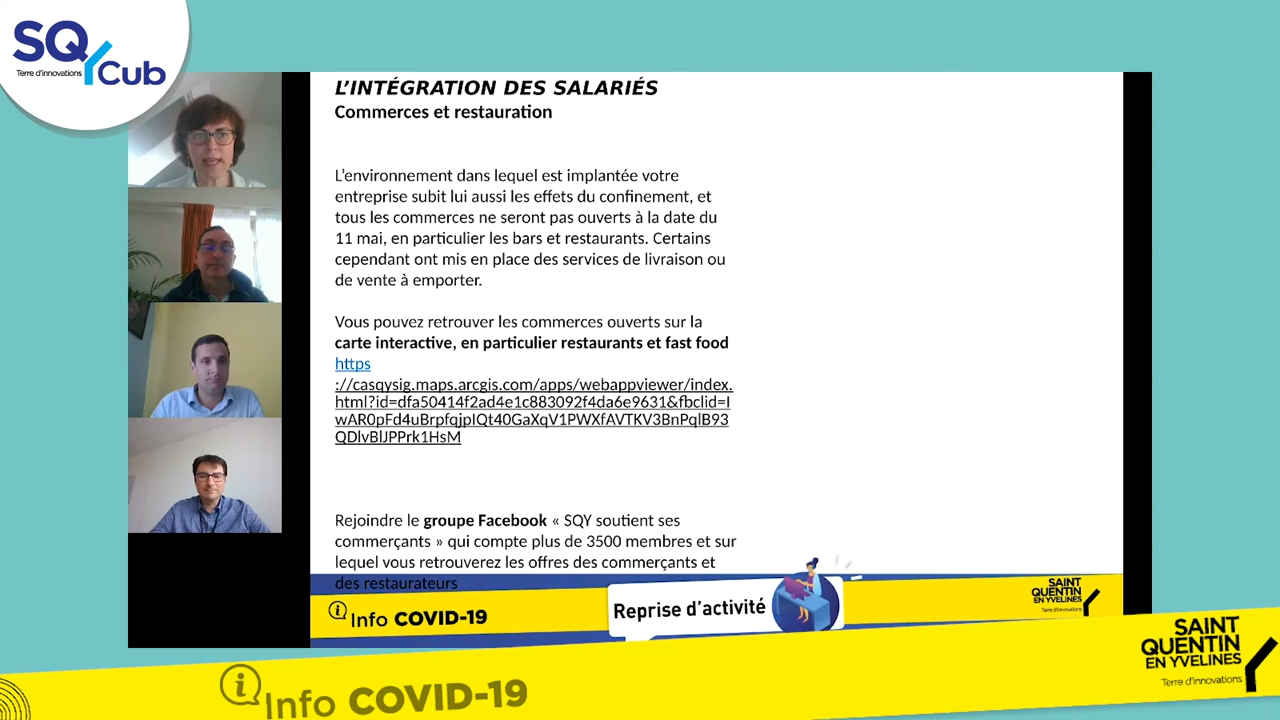 SQY Cub
Terre d'innovations
L'INTÉGRATION DES SALARIÉS
Commerces et restauration
L'environnement dans lequel est implantée votre
entreprise subit lui aussi les effets du confinement, et
tous les commerces ne seront pas ouverts à la date du
11 mai, en particulier les bars et restaurants. Certains
cependant ont mis en place des services de livraison ou
de vente à emporter.
Vous pouvez retrouver les commerces ouverts sur la
carte interactive, en particulier restaurants et fast food
https
://casqysig.maps.arcgis.com/apps/webappviewer/index.
html?id=dfa50414f2ad4e1c883092f4da6e9631&fbclid=I
wAR0pFd4uBrpfqjpIQt40GaXqV1PWXfAVTKV3BnPqlB93
QDlvBlJPPrk1HsM
Rejoindre le groupe Facebook « SQY soutient ses
commerçants » qui compte plus de 3500 membres et sur
lequel vous retrouverez les offres des commerçants et
des restaurateurs
i Info COVID-19
Reprise d'activité
SAINT
QUENTIN
EN YVELINES
Terre d'innovations
i Info COVID-19
SAINT
QUENTIN
EN YVELINES
Terre d'innovations